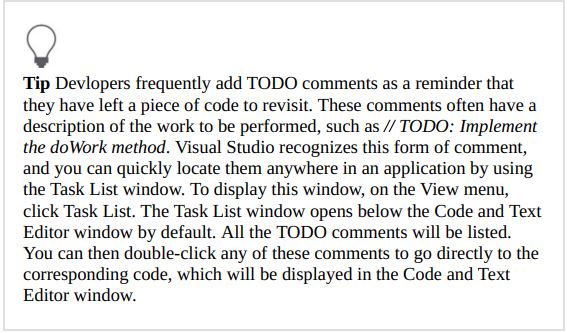 Tip Devlopers frequently add TODO comments as a reminder that
they have left a piece of code to revisit. These comments often have a
description of the work to be performed, such as // TODO: Implement
the doWork method. Visual Studio recognizes this form of comment,
and you can quickly locate them anywhere in an application by using
the Task List window. To display this window, on the View menu,
click Task List. The Task List window opens below the Code and Text
Editor window by default. All the TODO comments will be listed.
You can then double-click any of these comments to go directly to the
corresponding code, which will be displayed in the Code and Text
Editor window.